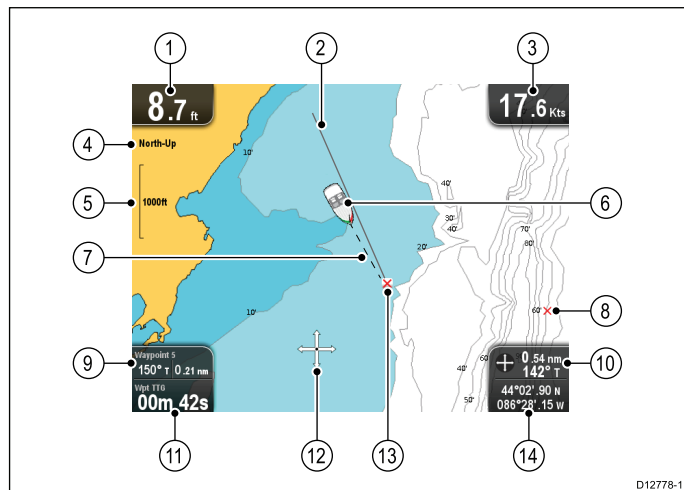 1
2
3
8.7 ft
17.6 Kts
4
North-Up
10'
40'
5
1000ft
6
30'
40'
70'
80'
20'
7
8
60'
10'
9
Waypoint 5
150° T 0.21 nm
60'
40'
0.54 nm
142° T
10
Wpt TTG
00m 42s
50'
44°02'.90 N
086°28'.15 W
11
12
13
14
D12778-1